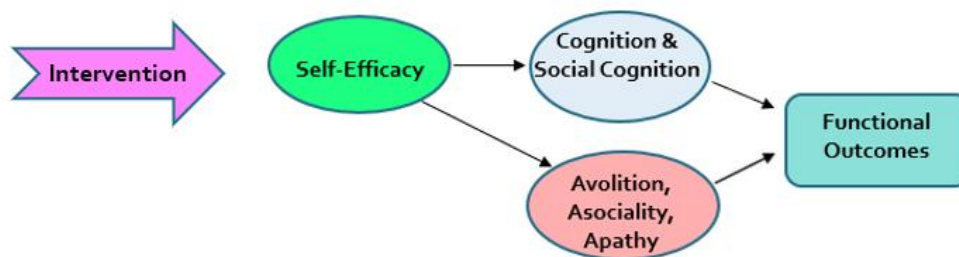 Intervention
Self-Efficacy
Cognition &
Social Cognition
Avolition,
Asociality,
Apathy
Functional
Outcomes